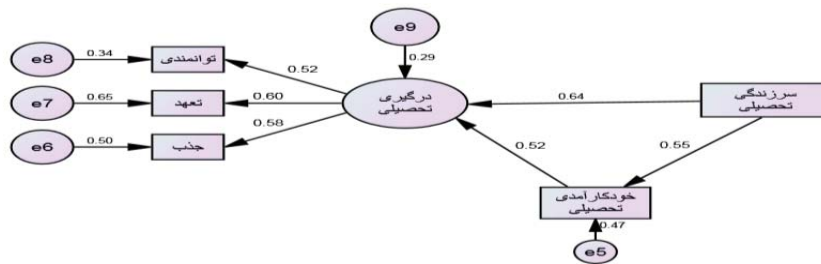 e9
0.29
e8
0.34
توانمندی
0.52
e7
0.65
تعهد
0.60
e6
0.50
جذب
0.58
درگیری
تحصیلی
0.64
سرزندگی
تحصیلی
0.52
0.55
خودکارآمدی
تحصیلی
0.47
e5